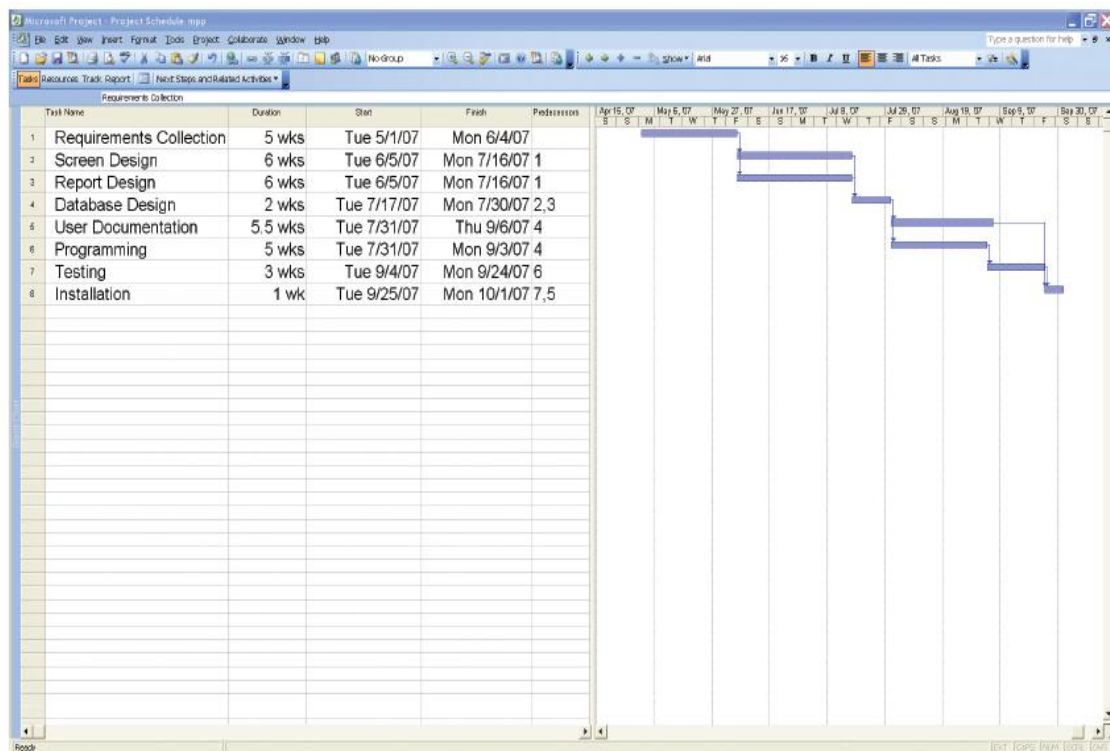 Microsoft Project - Project Schedule.mpp
File Edit View Insert Format Tools Project Collaborate Window Help Type a question for help
No Group Show Arial 16 B I U All Tasks
Tasks Resources Track Report Next Steps and Related Activities
Requirements Collection
Task Name Duration Start Finish Predecessors Apr 15, '07 May 6, '07 May 27, '07 Jun 17, '07 Jul 8, '07 Jul 29, '07 Aug 19, '07 Sep 9, '07 Sep 30, '07
S S M T W T F S S M T W T F S S M T W T F S S
1 Requirements Collection 5 wks Tue 5/1/07 Mon 6/4/07
2 Screen Design 6 wks Tue 6/5/07 Mon 7/16/07 1
3 Report Design 6 wks Tue 6/5/07 Mon 7/16/07 1
4 Database Design 2 wks Tue 7/17/07 Mon 7/30/07 2,3
5 User Documentation 5.5 wks Tue 7/31/07 Thu 9/6/07 4
6 Programming 5 wks Tue 7/31/07 Mon 9/3/07 4
7 Testing 3 wks Tue 9/4/07 Mon 9/24/07 6
8 Installation 1 wk Tue 9/25/07 Mon 10/1/07 7,5
Ready EXT CAPS NUM SCRL OVR